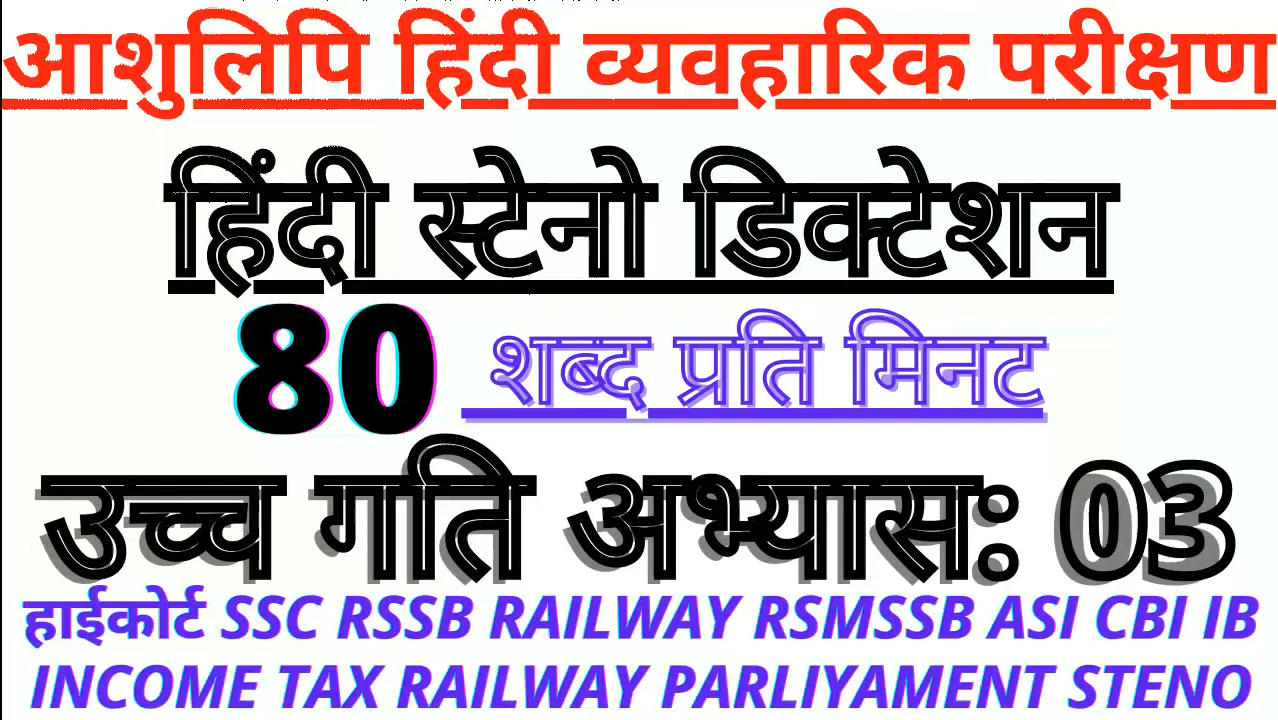 आशुलिपि हिंदी व्यवहारिक परीक्षण
हिंदी स्टेनो डिक्टेशन
80 शब्द प्रति मिनट
उच्च गति अभ्यास: 03
हाईकोर्ट SSC RSSB RAILWAY RSMSSB ASI CBI IB
INCOME TAX RAILWAY PARLIYAMENT STENO